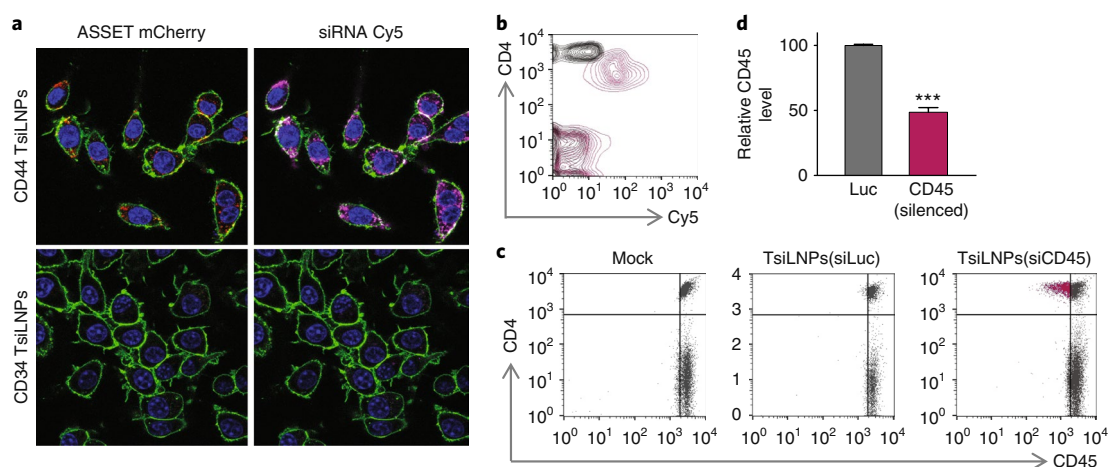 a
ASSET mCherry
siRNA Cy5
CD44 TsiLNPs
CD34 TsiLNPs
b
CD4
10⁴
10³
10²
10¹
10⁰
10⁰ 10¹ 10² 10³ 10⁴
Cy5
d
Relative CD45
level
100
50
0
***
Luc
CD45
(silenced)
c
Mock
TsiLNPs(siLuc)
TsiLNPs(siCD45)
CD4
10⁴
10³
10²
10¹
10⁰
10⁰ 10¹ 10² 10³ 10⁴
4
3
2
1
0
10⁰ 10¹ 10² 10³ 10⁴
10⁴
10³
10²
10¹
10⁰
10⁰ 10¹ 10² 10³ 10⁴
CD45